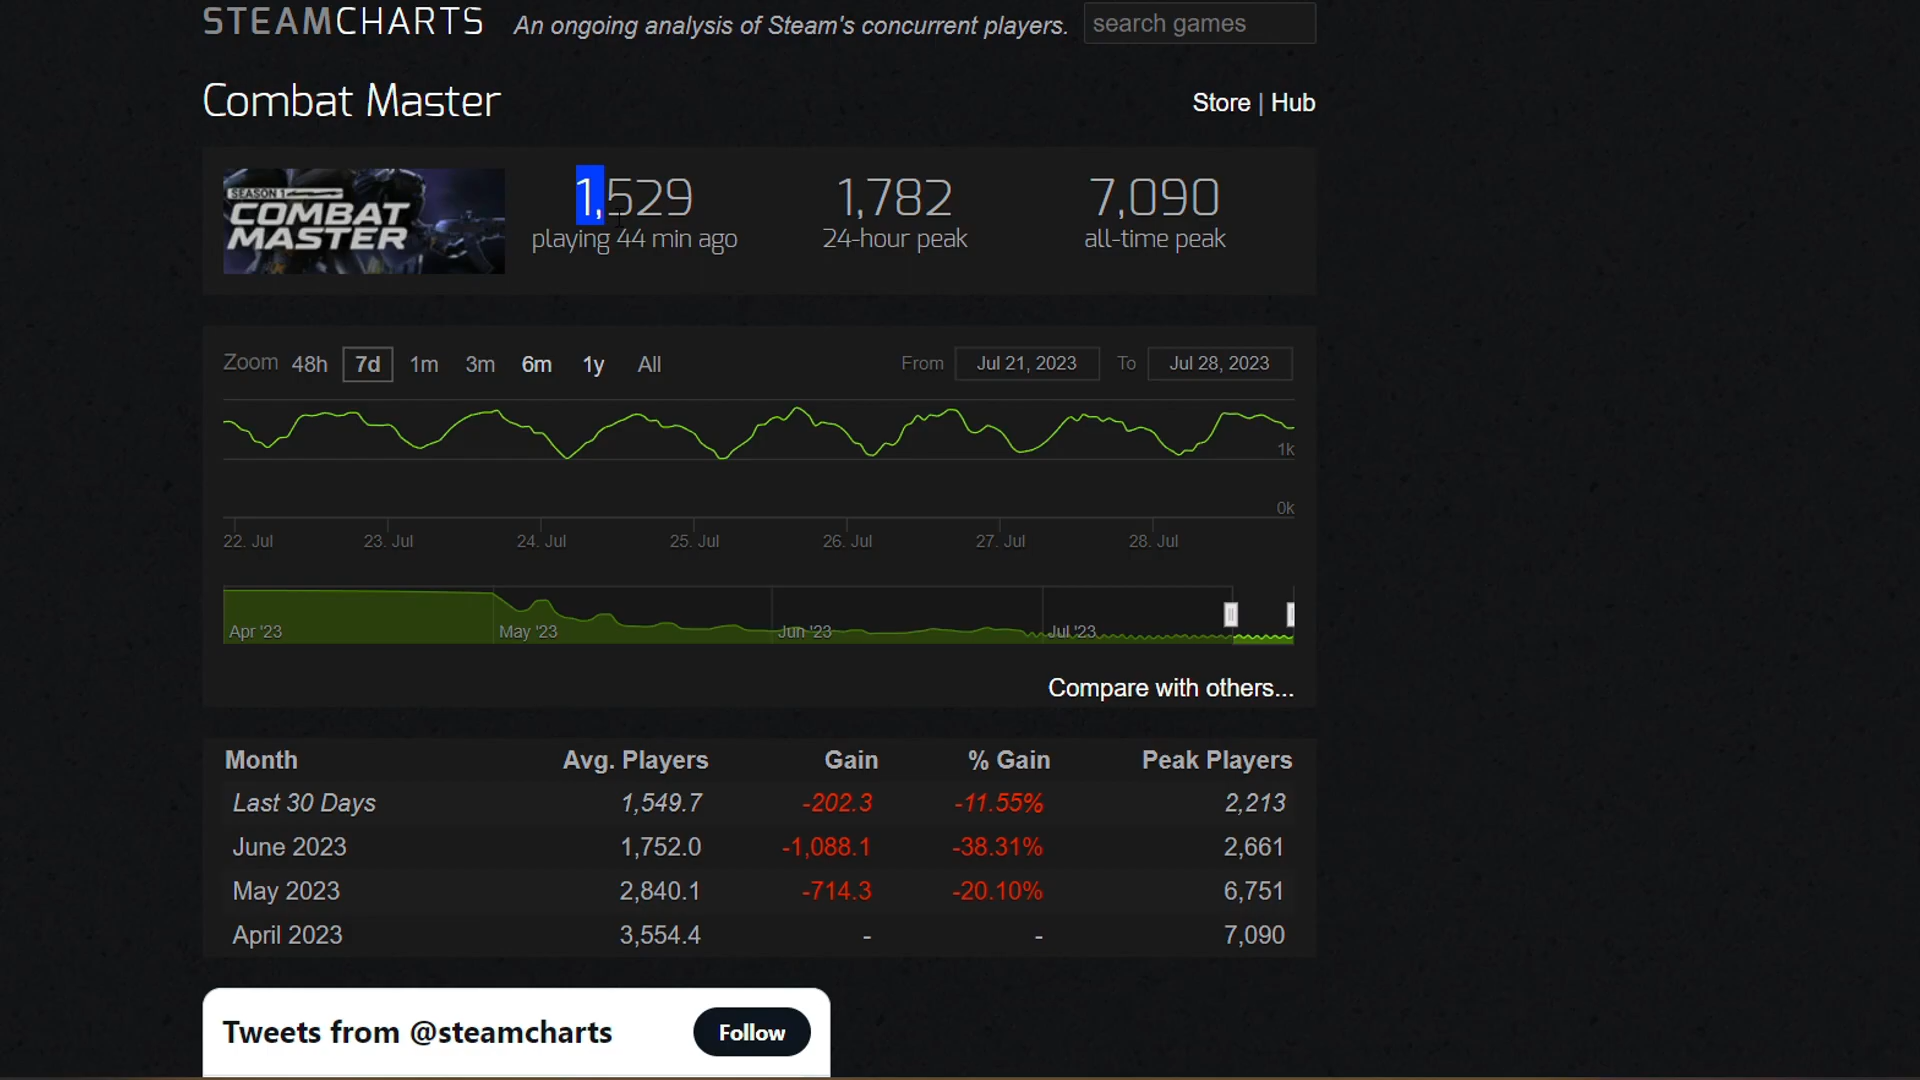 STEAMCHARTS An ongoing analysis of Steam's concurrent players. search games
Combat Master Store | Hub
SEASON 1
COMBAT
MASTER
1,529 1,782 7,090
playing 44 min ago 24-hour peak all-time peak
Zoom 48h 7d 1m 3m 6m 1y All From Jul 21, 2023 To Jul 28, 2023
1k
0k
22. Jul 23. Jul 24. Jul 25. Jul 26. Jul 27. Jul 28. Jul
Apr '23 May '23 Jun '23 Jul '23
Compare with others...
Month Avg. Players Gain % Gain Peak Players
Last 30 Days 1,549.7 -202.3 -11.55% 2,213
June 2023 1,752.0 -1,088.1 -38.31% 2,661
May 2023 2,840.1 -714.3 -20.10% 6,751
April 2023 3,554.4 - - 7,090
Tweets from @steamcharts Follow